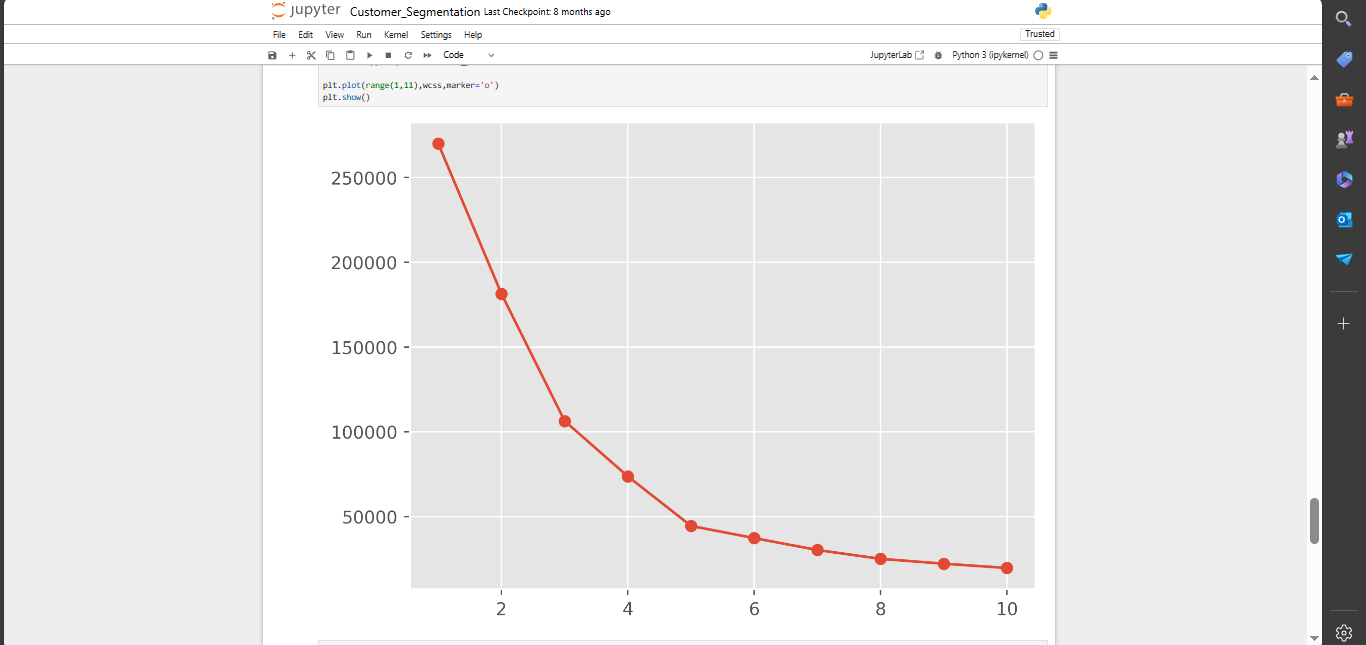 jupyter Customer_Segmentation Last Checkpoint: 8 months ago
File Edit View Run Kernel Settings Help Trusted
Code JupyterLab Python 3 (ipykernel)
plt.plot(range(1,11),wcss,marker='o')
plt.show()
250000
200000
150000
100000
50000
2 4 6 8 10